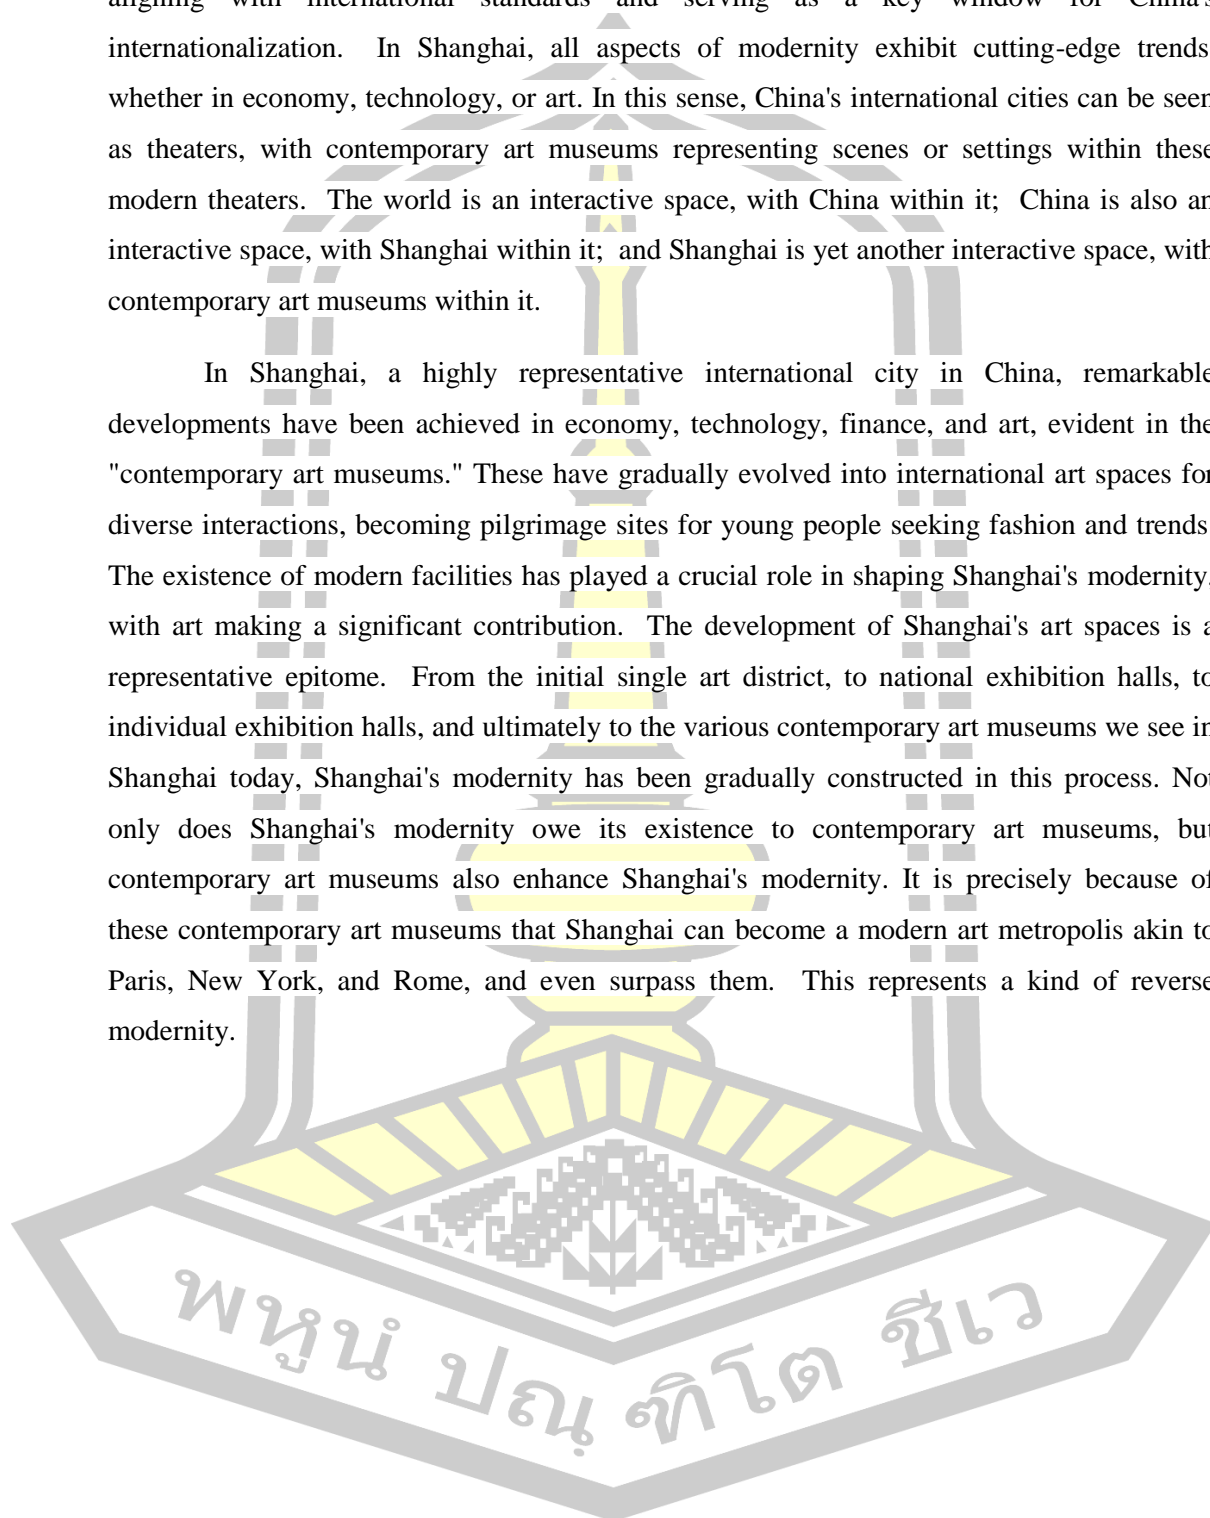 aligning with international standards and serving as a key window for China's
internationalization. In Shanghai, all aspects of modernity exhibit cutting-edge trends
whether in economy, technology, or art. In this sense, China's international cities can be seen
as theaters, with contemporary art museums representing scenes or settings within these
modern theaters. The world is an interactive space, with China within it; China is also an
interactive space, with Shanghai within it; and Shanghai is yet another interactive space, with
contemporary art museums within it.
In Shanghai, a highly representative international city in China, remarkable
developments have been achieved in economy, technology, finance, and art, evident in the
"contemporary art museums." These have gradually evolved into international art spaces for
diverse interactions, becoming pilgrimage sites for young people seeking fashion and trends
The existence of modern facilities has played a crucial role in shaping Shanghai's modernity,
with art making a significant contribution. The development of Shanghai's art spaces is a
representative epitome. From the initial single art district, to national exhibition halls, to
individual exhibition halls, and ultimately to the various contemporary art museums we see in
Shanghai today, Shanghai's modernity has been gradually constructed in this process. Not
only does Shanghai's modernity owe its existence to contemporary art museums, but
contemporary art museums also enhance Shanghai's modernity. It is precisely because of
these contemporary art museums that Shanghai can become a modern art metropolis akin to
Paris, New York, and Rome, and even surpass them. This represents a kind of reverse
modernity.
พหูนํ ปณฺฑิโต ชีเว